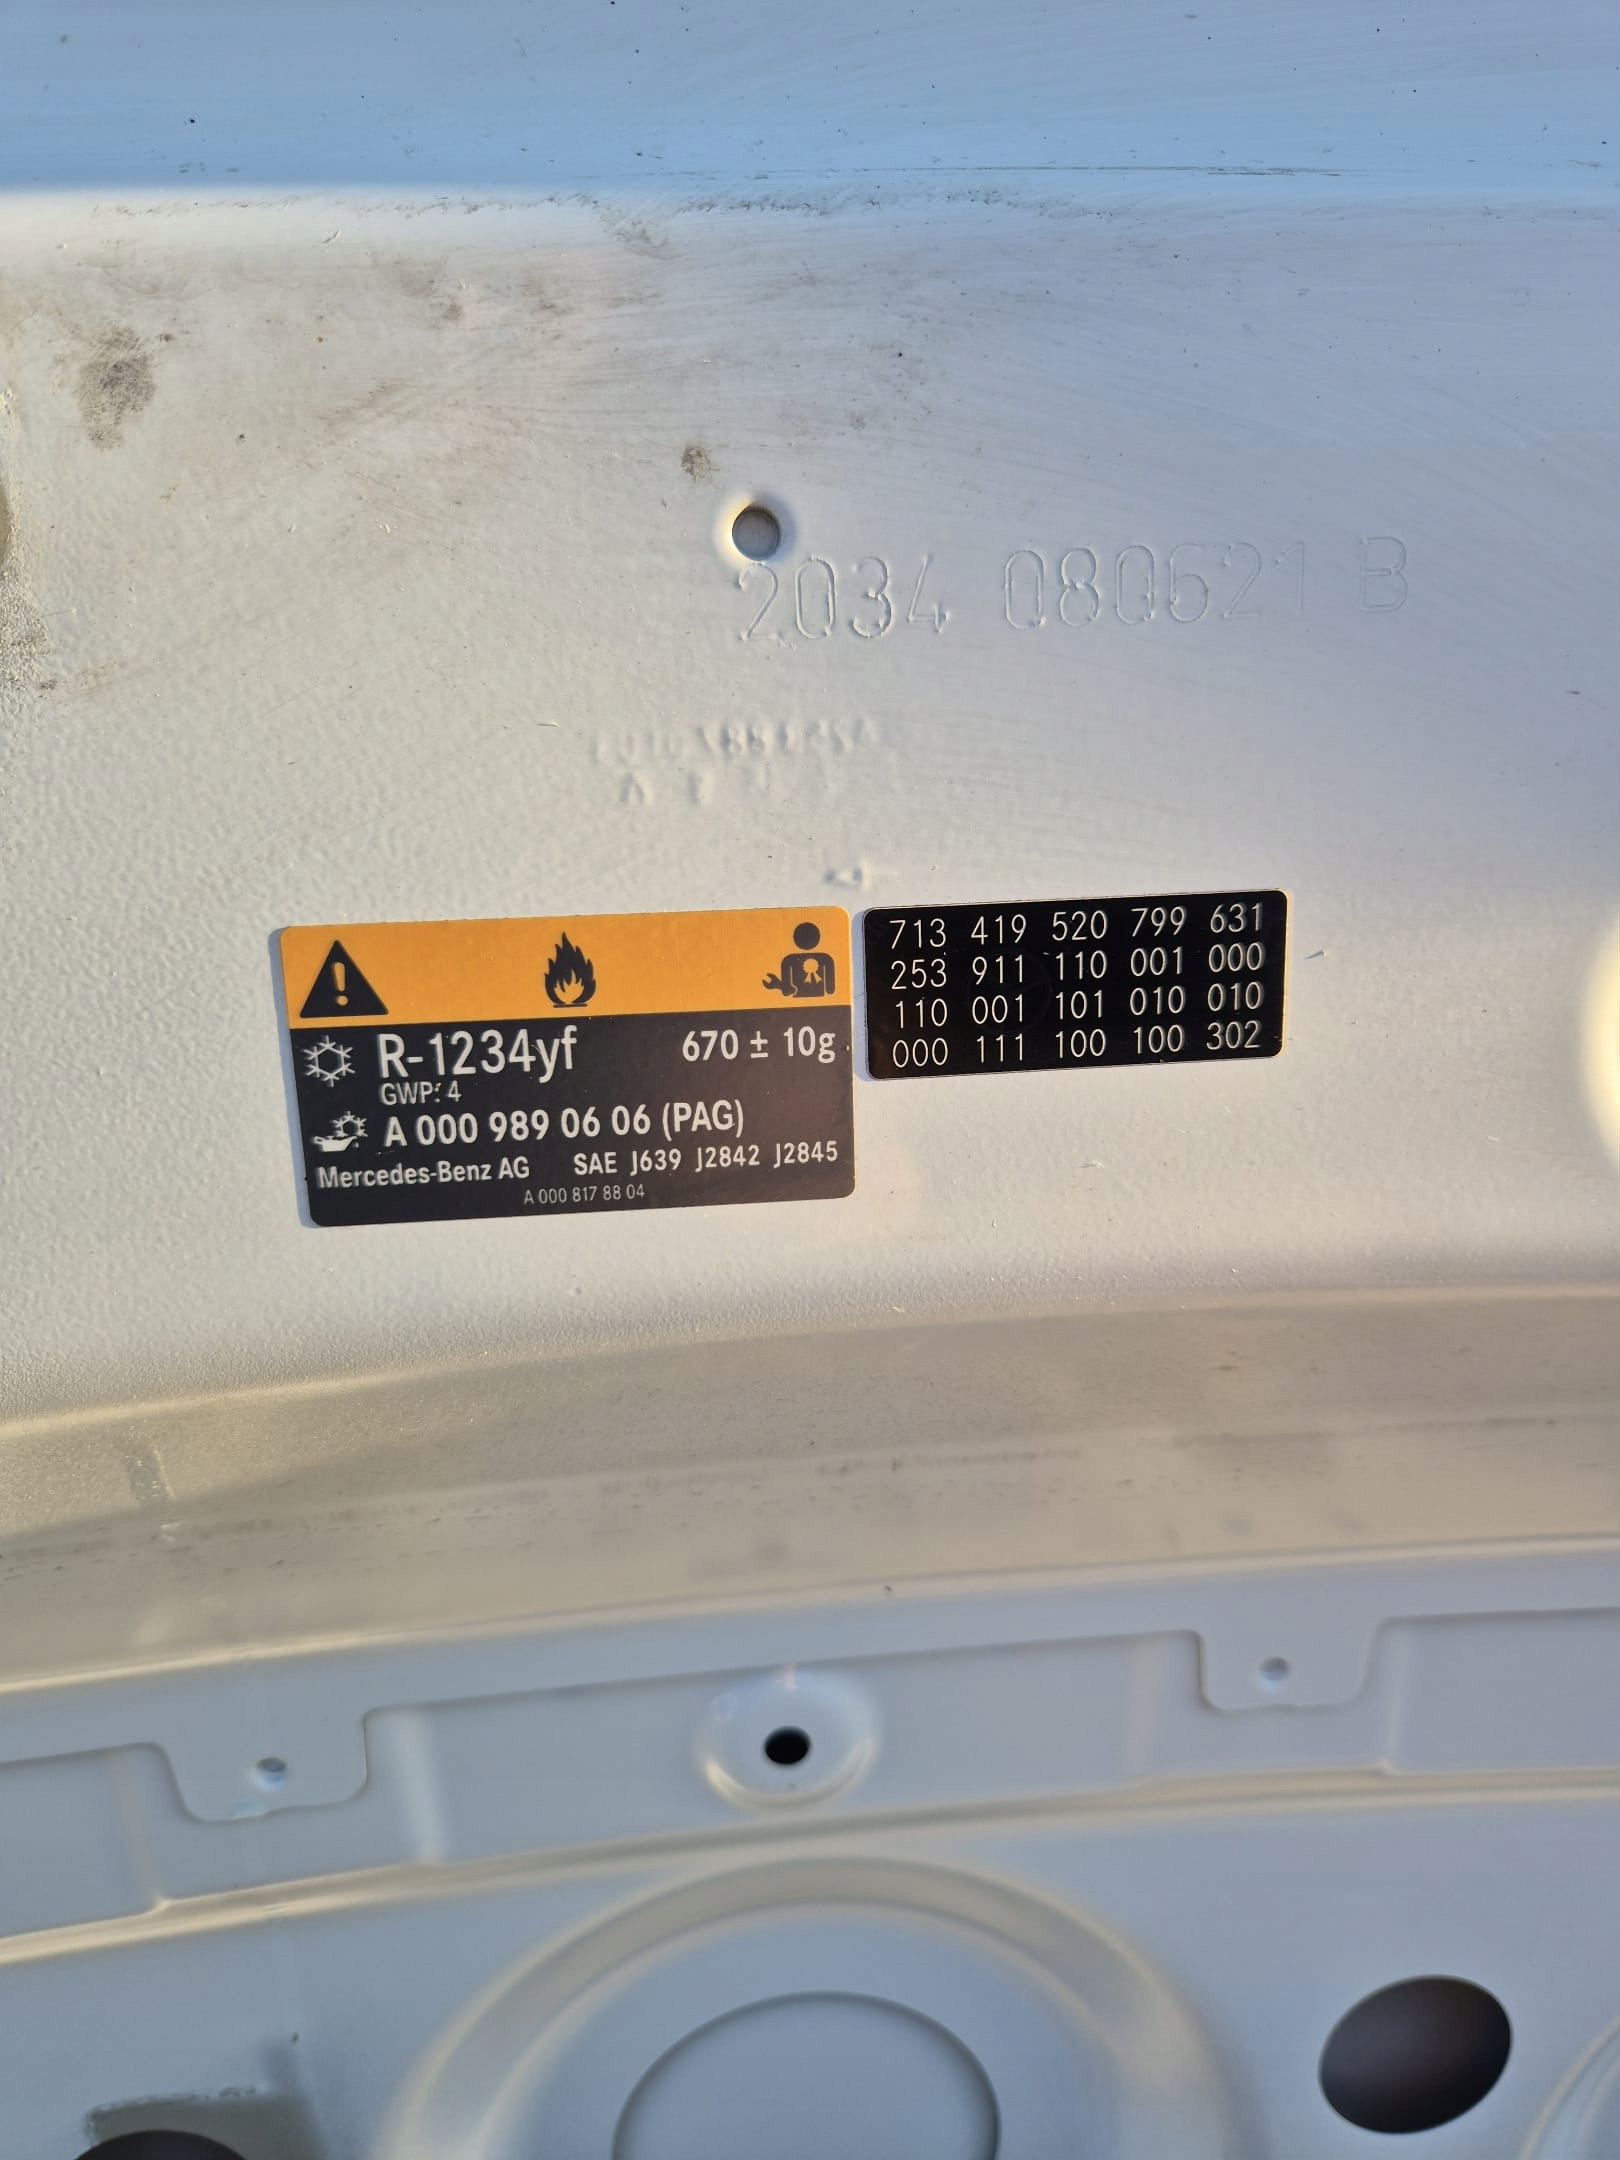 2034 080621 B
R-1234yf 670 ± 10g
GWP: 4
A 000 989 06 06 (PAG)
Mercedes-Benz AG SAE J639 J2842 J2845
A 000 817 88 04
713 419 520 799 631
253 911 110 001 000
110 001 101 010 010
000 111 100 100 302